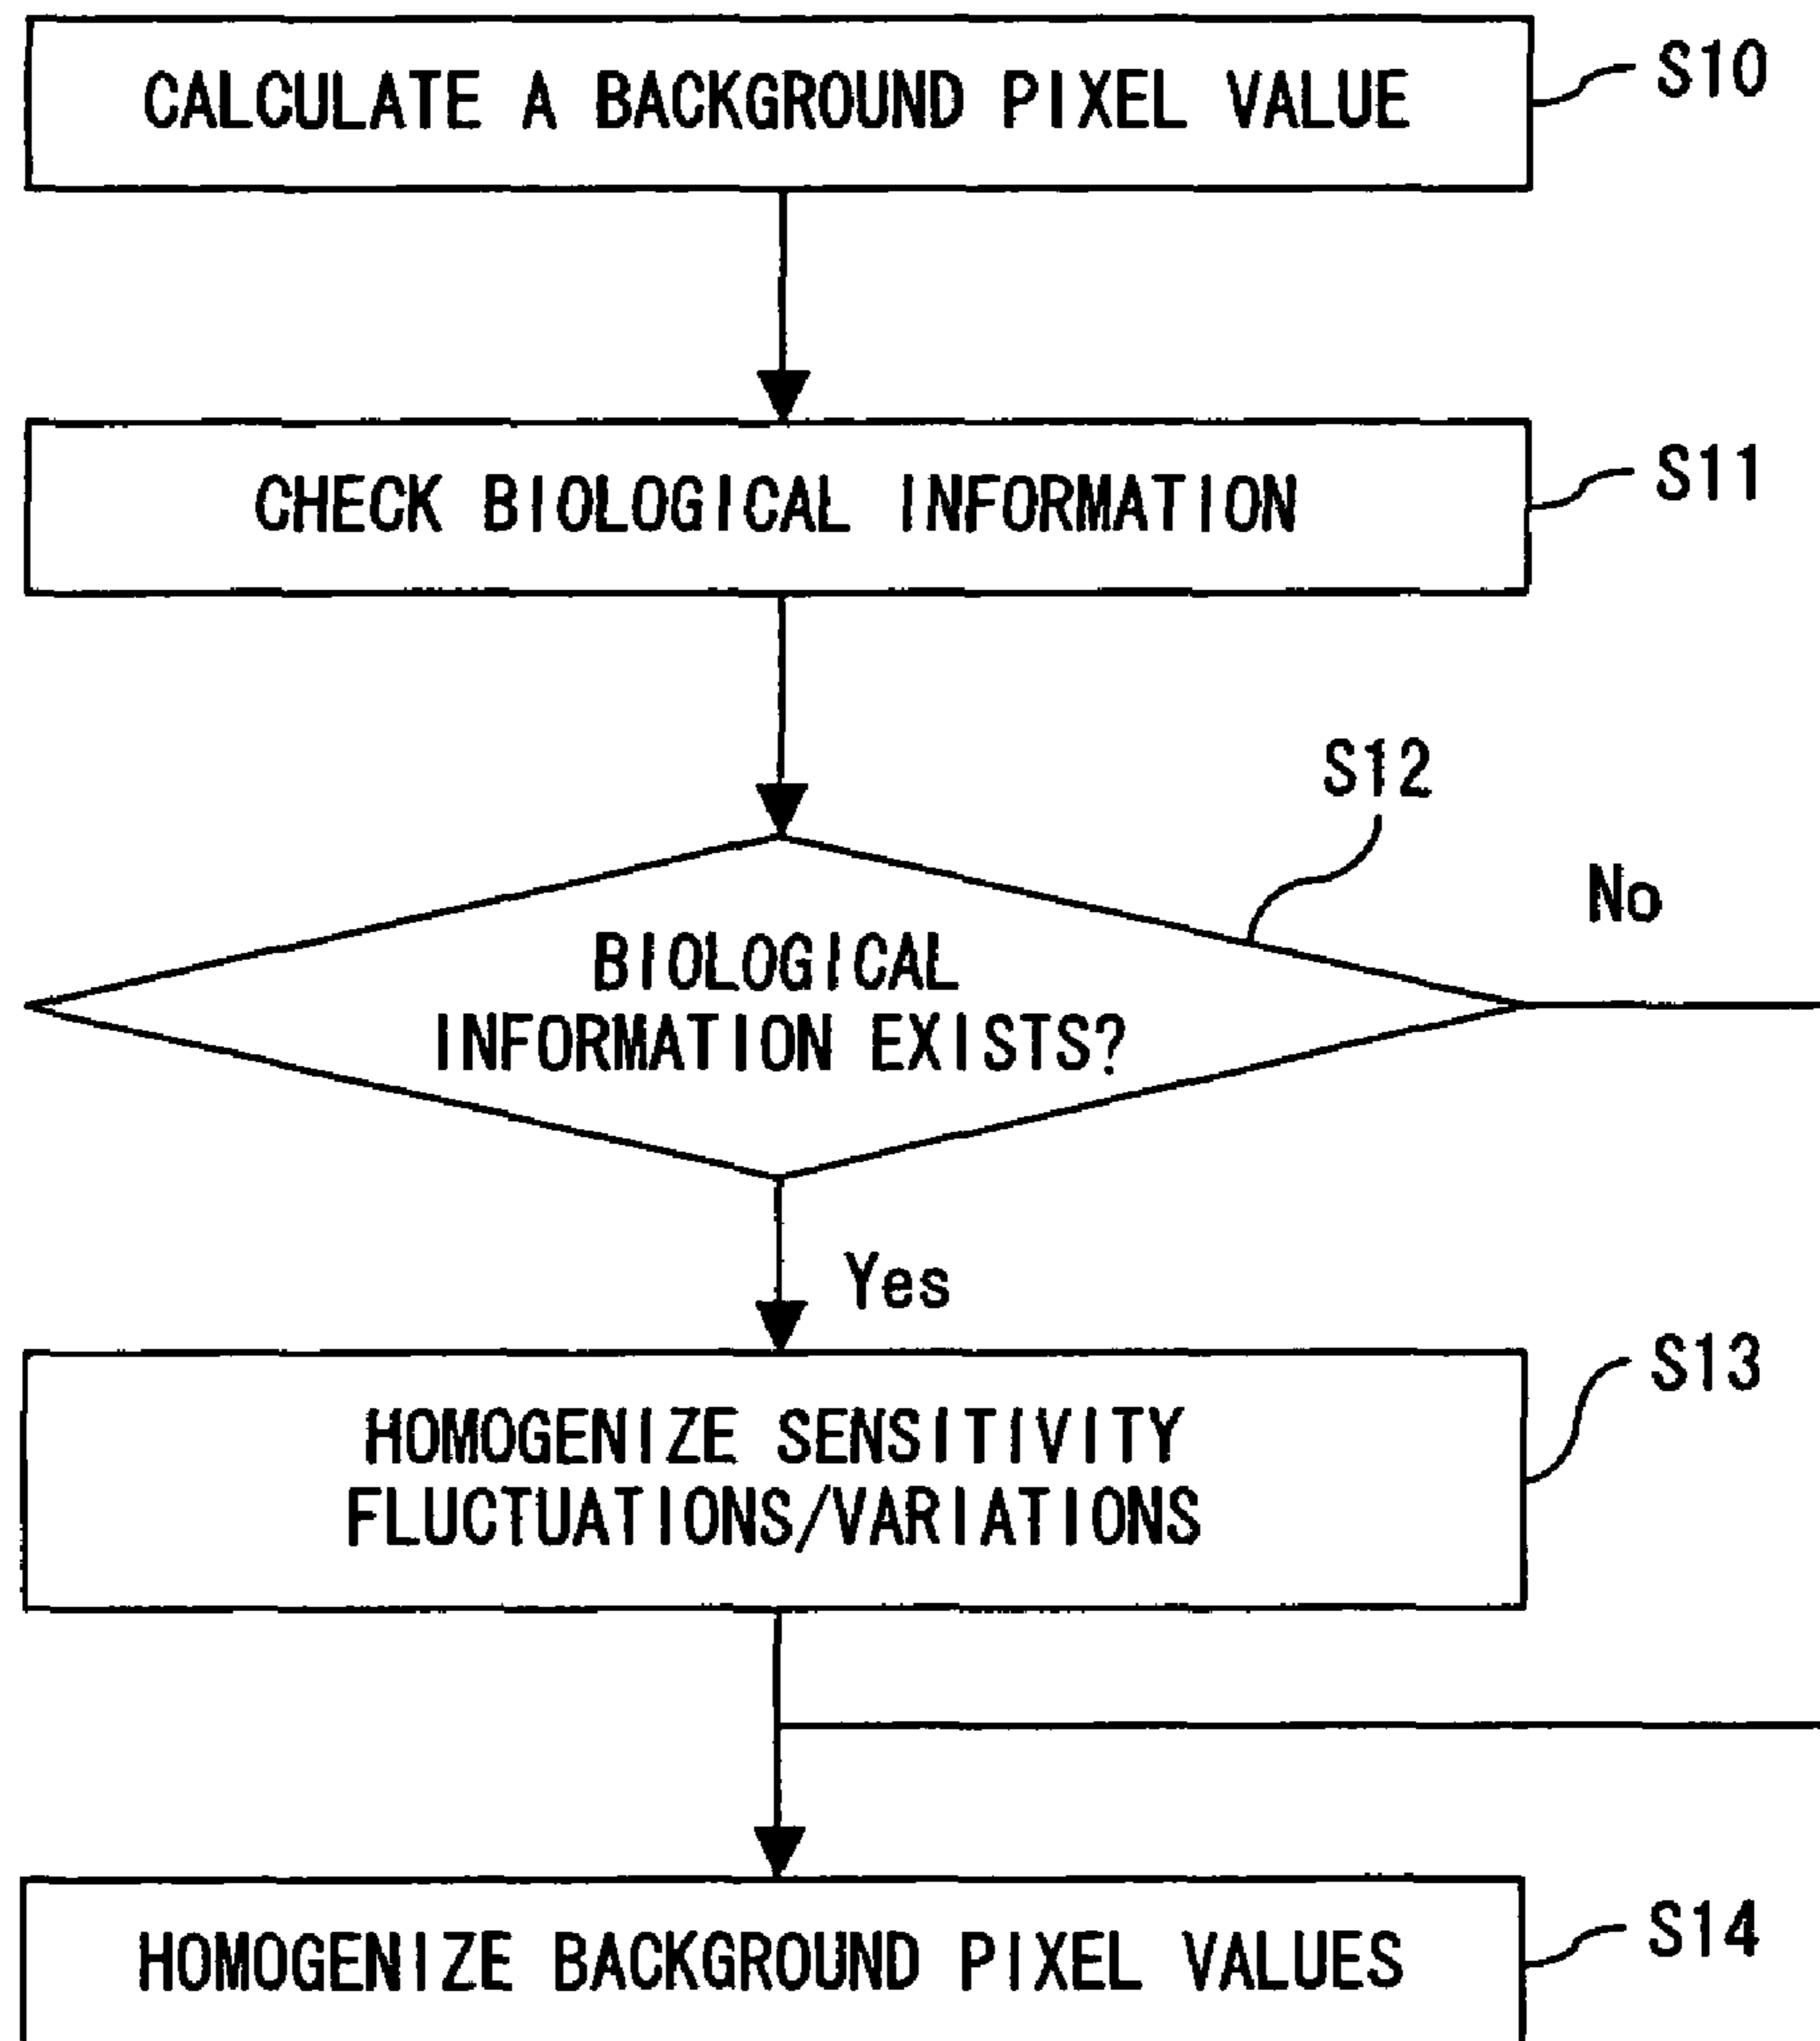 CALCULATE A BACKGROUND PIXEL VALUE
S10
CHECK BIOLOGICAL INFORMATION
S11
S12
No
BIOLOGICAL
INFORMATION EXISTS?
Yes
HOMOGENIZE SENSITIVITY
FLUCTUATIONS/VARIATIONS
S13
HOMOGENIZE BACKGROUND PIXEL VALUES
S14